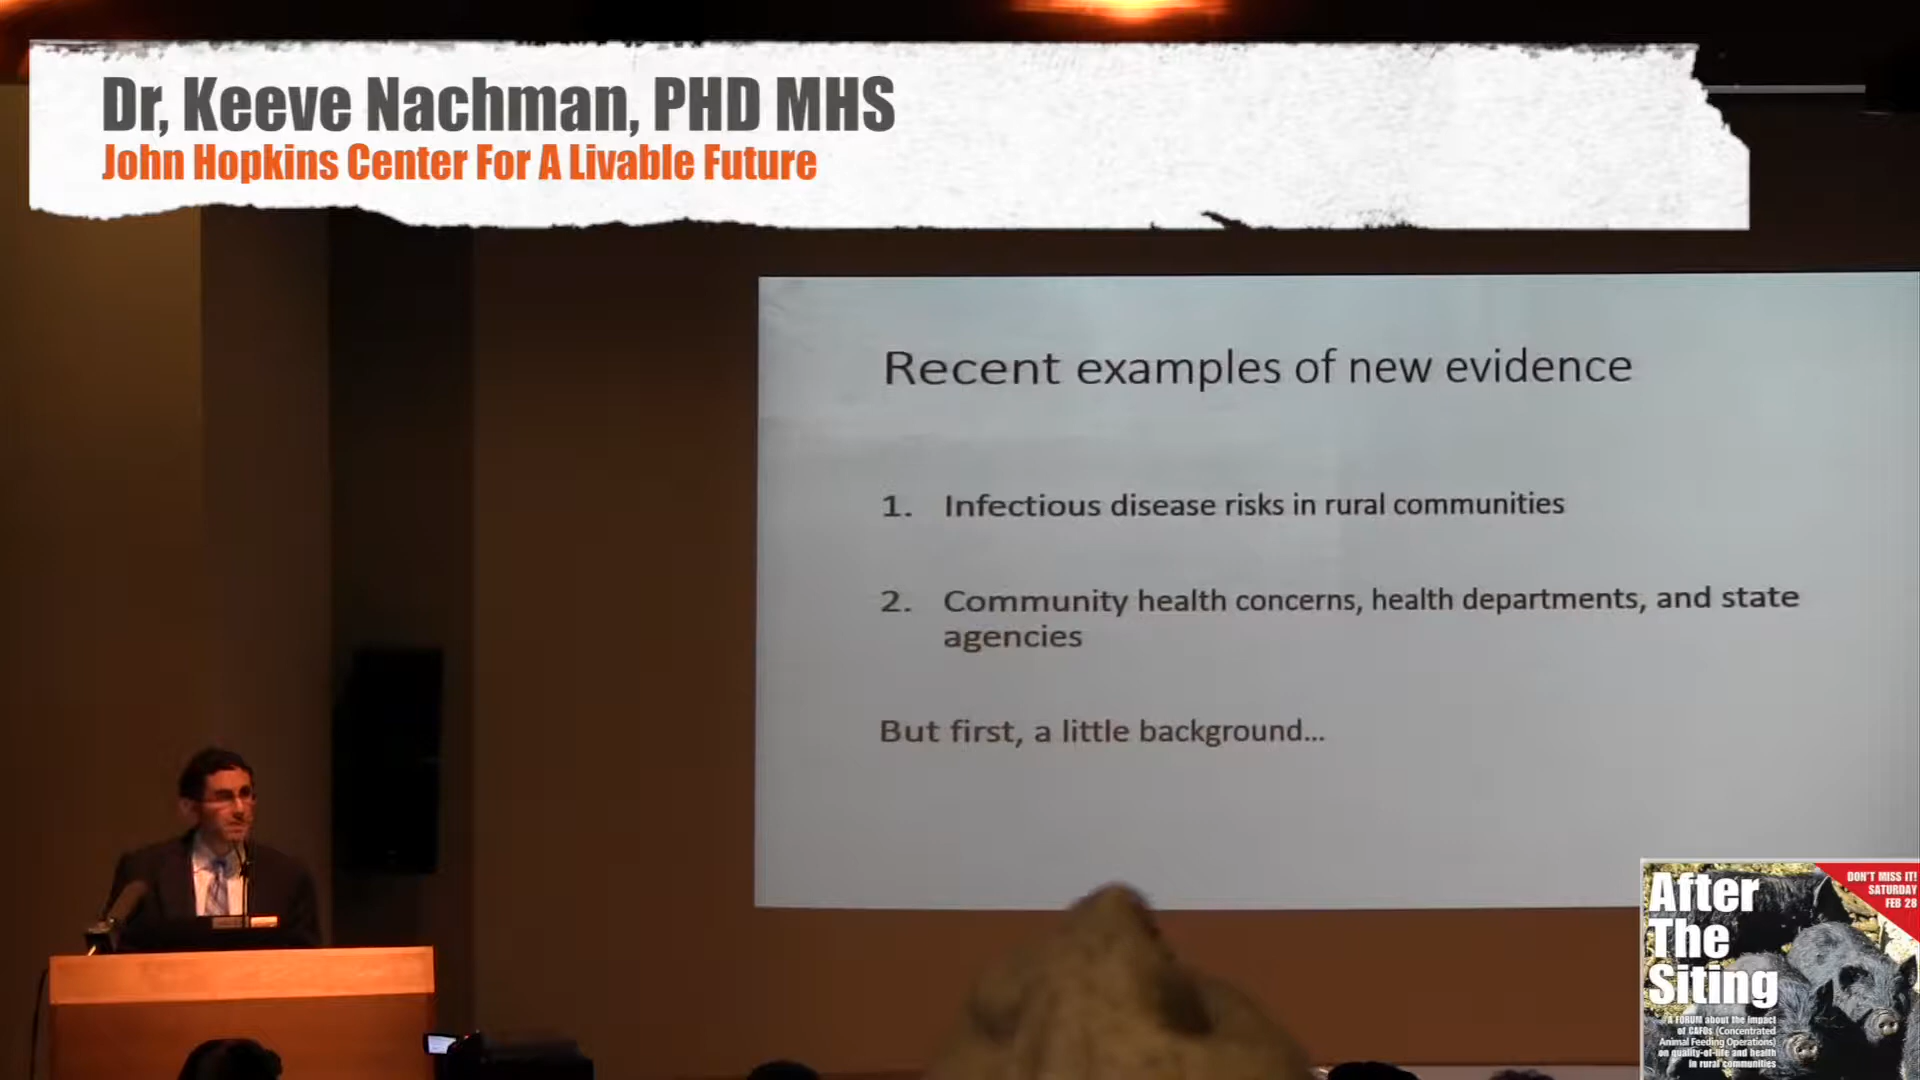 Dr, Keeve Nachman, PHD MHS
John Hopkins Center For A Livable Future
Recent examples of new evidence
1. Infectious disease risks in rural communities
2. Community health concerns, health departments, and state
agencies
But first, a little background...
DON'T MISS IT!
SATURDAY
FEB 28
After
The
Siting
A FORUM about the impact
of CAFOs (Concentrated
Animal Feeding Operations)
on quality-of-life and health
in rural communities